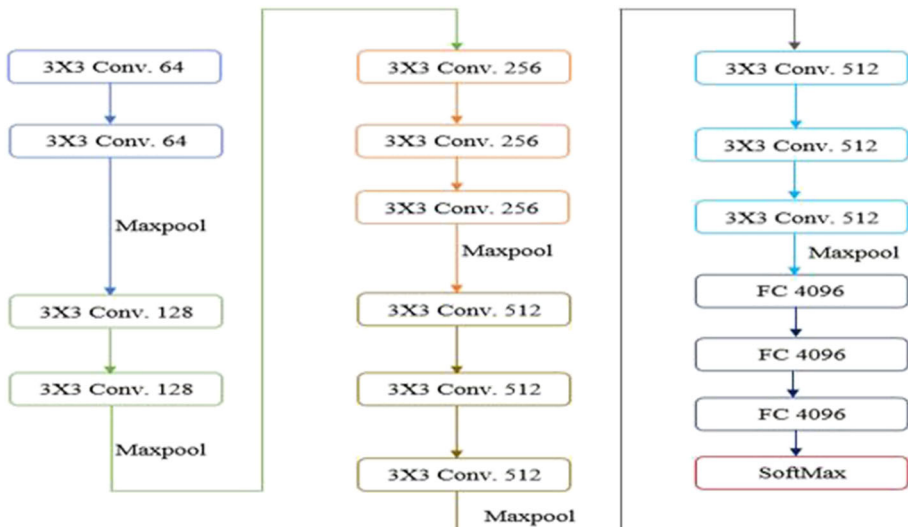 3X3 Conv. 64
3X3 Conv. 64
Maxpool
3X3 Conv. 128
3X3 Conv. 128
Maxpool
3X3 Conv. 256
3X3 Conv. 256
3X3 Conv. 256
Maxpool
3X3 Conv. 512
3X3 Conv. 512
3X3 Conv. 512
Maxpool
3X3 Conv. 512
3X3 Conv. 512
3X3 Conv. 512
Maxpool
FC 4096
FC 4096
FC 4096
SoftMax